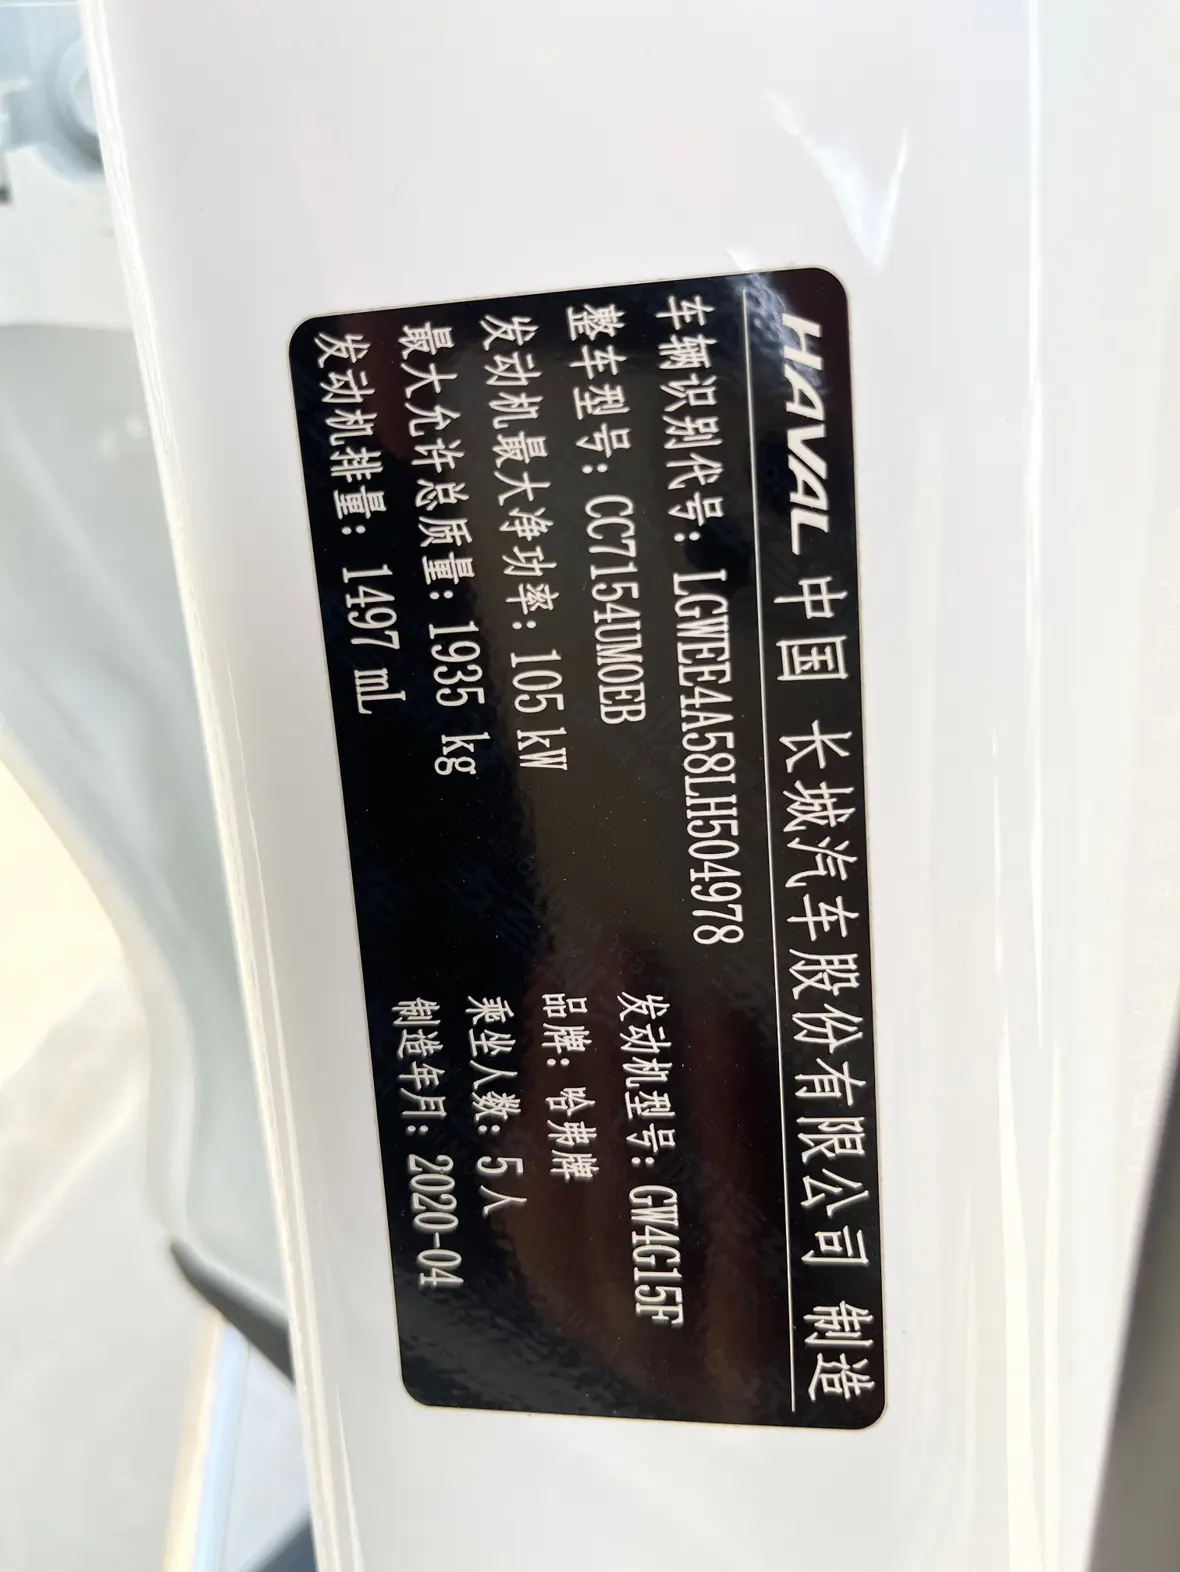 HAVAL 中国 长城汽车股份有限公司 制造
车辆识别代号：LGWEE4A58LH504978
整车型号：CC7154UM0EB 发动机型号：GW4G15F
发动机最大净功率：105 kW 品牌：哈弗牌
最大允许总质量：1935 kg 乘坐人数：5人
发动机排量：1497 mL 制造年月：2020-04